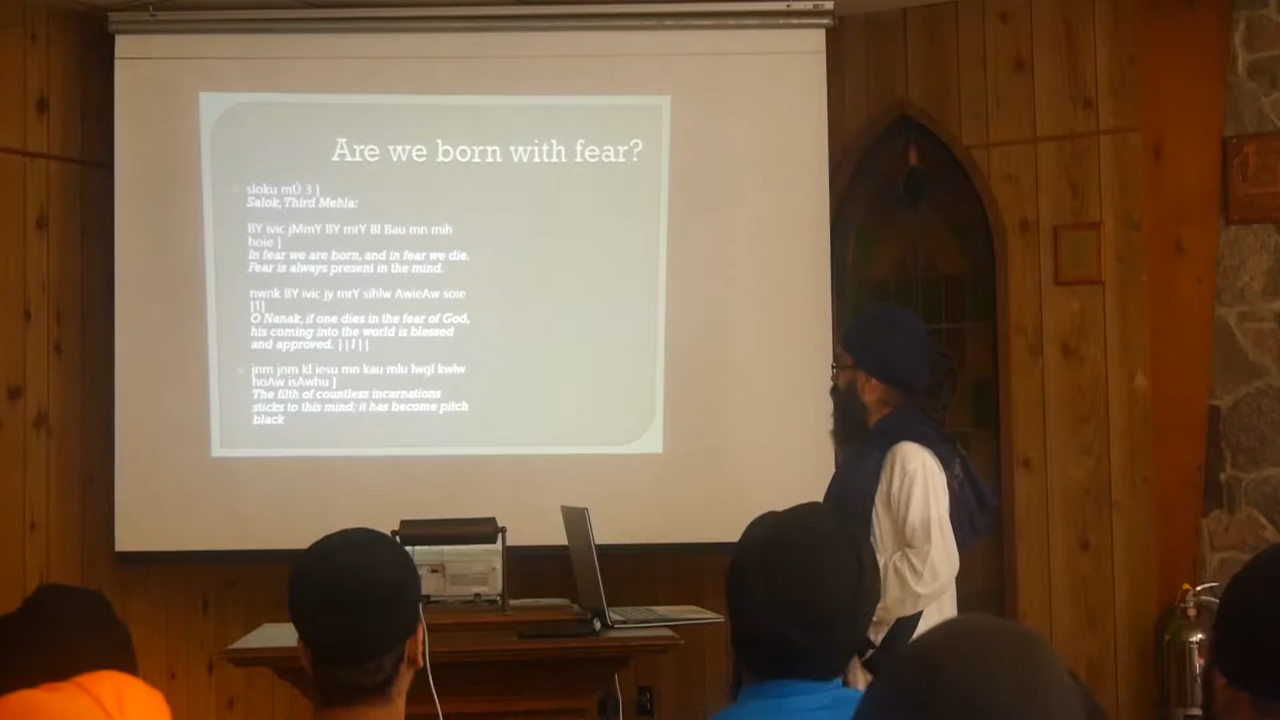 Are we born with fear?
sloku mÚ 3 ]
Salok, Third Mehla:
BY ivic jMmY BY mrY BI Bau mn mih
hoie ]
In fear we are born, and in fear we die.
Fear is always present in the mind.
nwnk BY ivic jy mrY sihlw AwieAw soie
]1]
O Nanak, if one dies in the fear of God,
his coming into the world is blessed
and approved. ||1||
jnm jnm kI iesu mn kau mlu lwgI kwlw
hoAw isAwhu ]
The filth of countless incarnations
sticks to this mind; it has become pitch
black